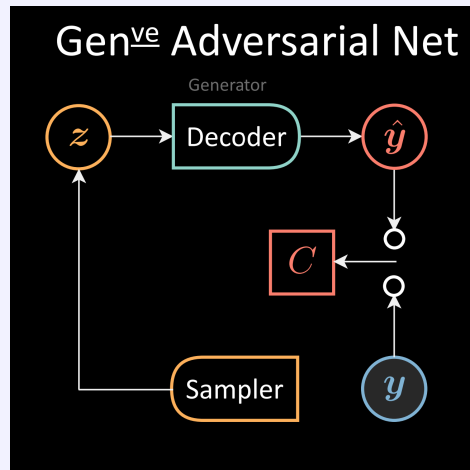 Genve Adversarial Net
Generator
z
Decoder
ŷ
C
Sampler
y